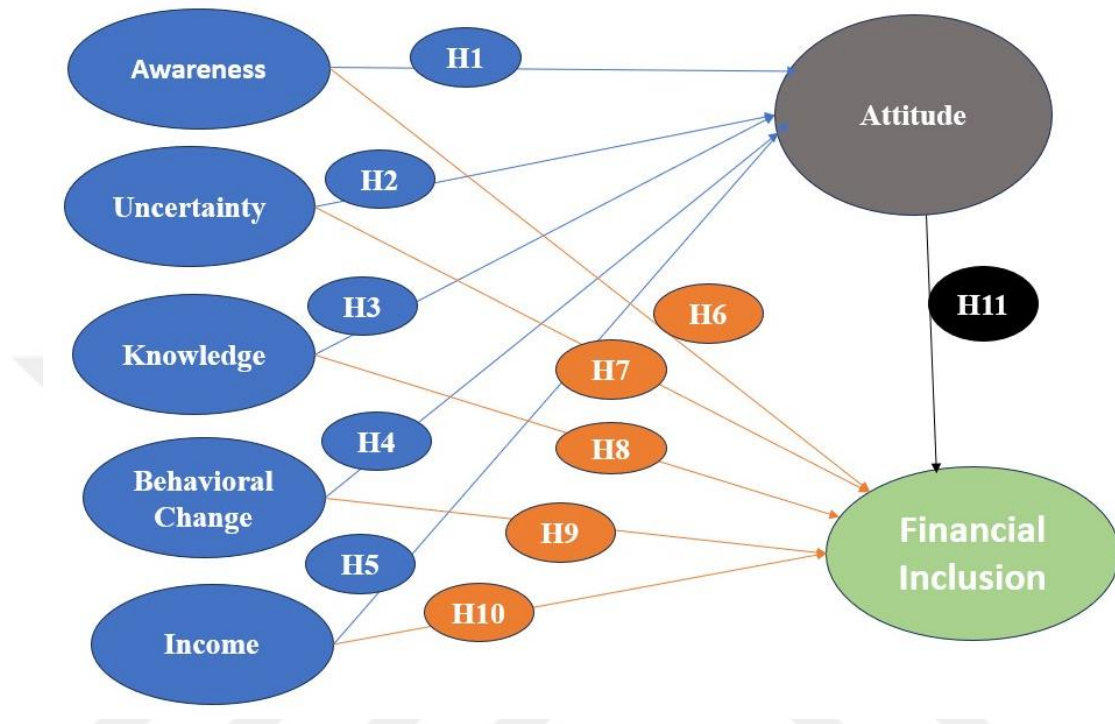 Awareness
H1
Attitude
Uncertainty
H2
Knowledge
H3
H6
H11
H7
Behavioral
Change
H4
H8
H9
Financial
Inclusion
Income
H5
H10